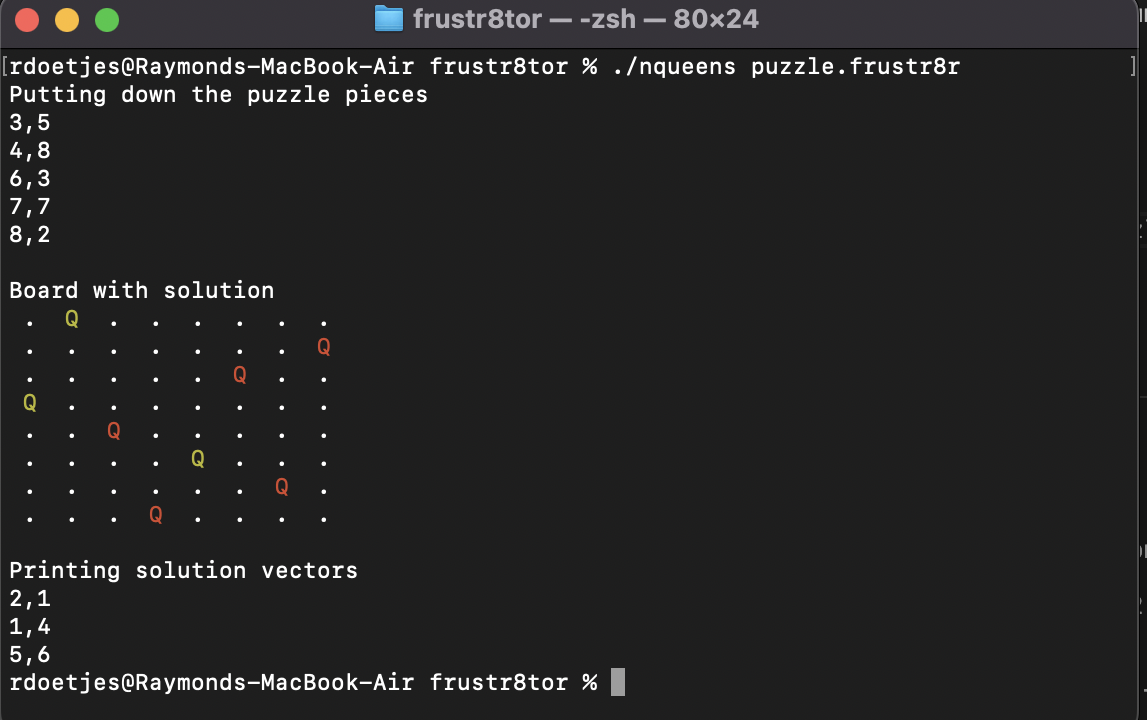 frustr8tor — -zsh — 80×24
[rdoetjes@Raymonds-MacBook-Air frustr8tor % ./nqueens puzzle.frustr8r ]
Putting down the puzzle pieces
3,5
4,8
6,3
7,7
8,2
Board with solution
. Q . . . . . .
. . . . . . . Q
. . . . . Q . .
Q . . . . . . .
. . Q . . . . .
. . . . Q . . .
. . . . . . Q .
. . . Q . . . .
Printing solution vectors
2,1
1,4
5,6
rdoetjes@Raymonds-MacBook-Air frustr8tor %